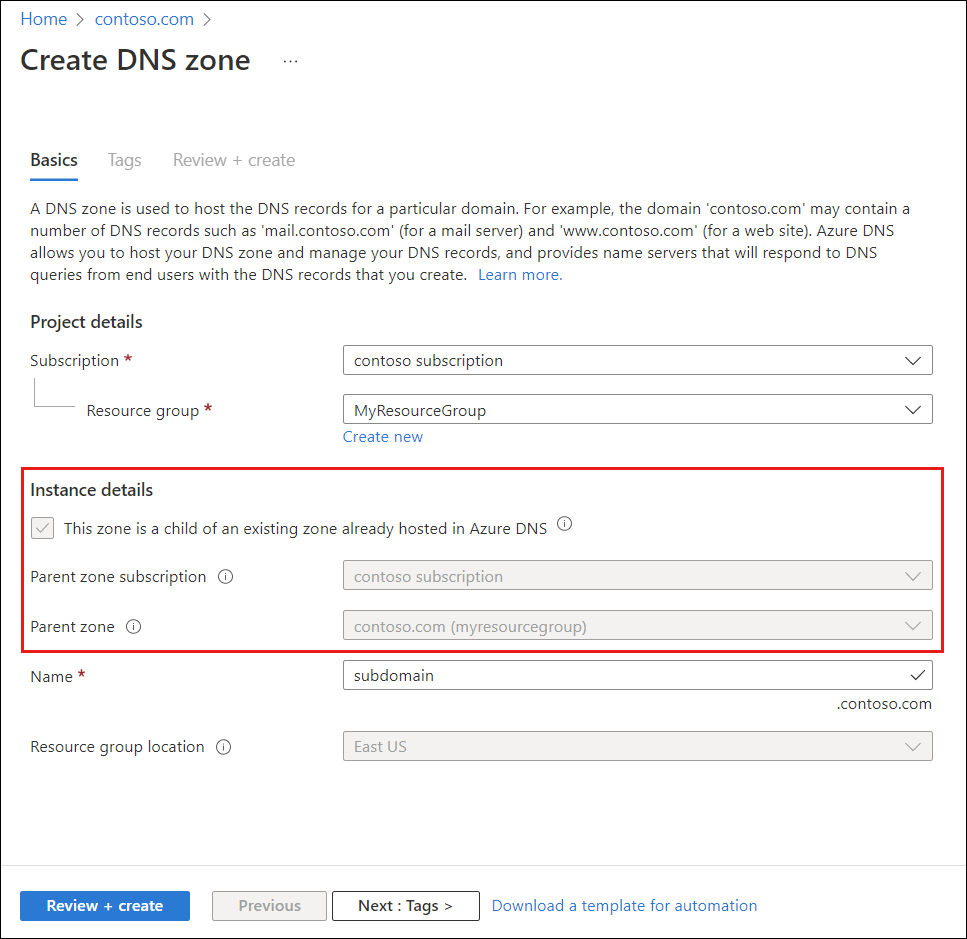 Home > contoso.com >
Create DNS zone ...
Basics Tags Review + create
A DNS zone is used to host the DNS records for a particular domain. For example, the domain 'contoso.com' may contain a
number of DNS records such as 'mail.contoso.com' (for a mail server) and 'www.contoso.com' (for a web site). Azure DNS
allows you to host your DNS zone and manage your DNS records, and provides name servers that will respond to DNS
queries from end users with the DNS records that you create. Learn more.
Project details
Subscription * contoso subscription
Resource group * MyResourceGroup
Create new
Instance details
This zone is a child of an existing zone already hosted in Azure DNS
Parent zone subscription contoso subscription
Parent zone contoso.com (myresourcegroup)
Name * subdomain
.contoso.com
Resource group location East US
Review + create Previous Next : Tags > Download a template for automation